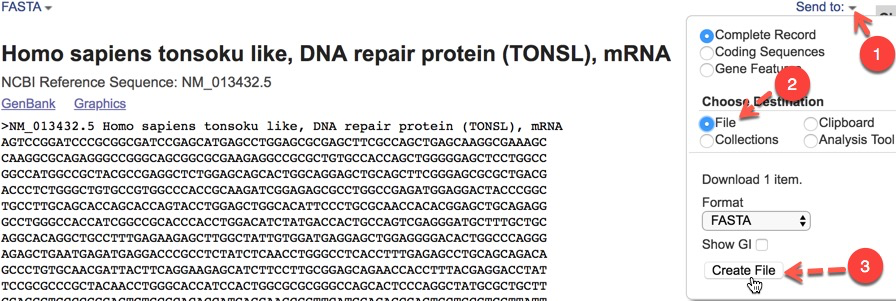 FASTA
Send to:
Homo sapiens tonsoku like, DNA repair protein (TONSL), mRNA
NCBI Reference Sequence: NM_013432.5
GenBank Graphics
>NM_013432.5 Homo sapiens tonsoku like, DNA repair protein (TONSL), mRNA
AGTCCGGATCCCGCGGCGATCCGAGCATGAGCCTGGAGCGCGAGCTTCGCCAGCTGAGCAAGGCGAAAGC
CAAGGCGCAGAGGGCCGGGCAGCGGCGCGAAGAGGCCGCGCTGTGCCACCAGCTGGGGGAGCTCCTGGCC
GGCCATGGCCGCTACGCCGAGGCTCTGGAGCAGCACTGGCAGGAGCTGCAGCTTCGGGAGCGCGCTGACG
ACCCTCTGGGCTGTGCCGTGGCCCACCGCAAGATCGGAGAGCGCCTGGCCGAGATGGAGGACTACCCGGC
TGCCTTGCAGCACCAGCACCAGTACCTGGAGCTGGCACATTCCCTGCGCAACCACACGGAGCTGCAGAGG
GCCTGGGCCACCATCGGCCGCACCCACCTGGACATCTATGACCACTGCCAGTCGAGGGATGCTTTGCTGC
AGGCACAGGCTGCCTTTGAGAAGAGCTTGGCTATTGTGGATGAGGAGCTGGAGGGGACACTGGCCCAGGG
AGAGCTGAATGAGATGAGGACCCGCCTCTATCTCAACCTGGGCCTCACCTTTGAGAGCCTGCAGCAGACA
GCCCTGTGCAACGATTACTTCAGGAAGAGCATCTTCCTTGCGGAGCAGAACCACCTTTACGAGGACCTAT
TCCGCGCCCGCTACAACCTGGGCACCATCCACTGGCGCGCGGGCCAGCACTCCCAGGCTATGCGCTGCTT
Complete Record
Coding Sequences
Gene Features
Choose Destination
File Clipboard
Collections Analysis Tool
Download 1 item.
Format
FASTA
Show GI
Create File
1
2
3